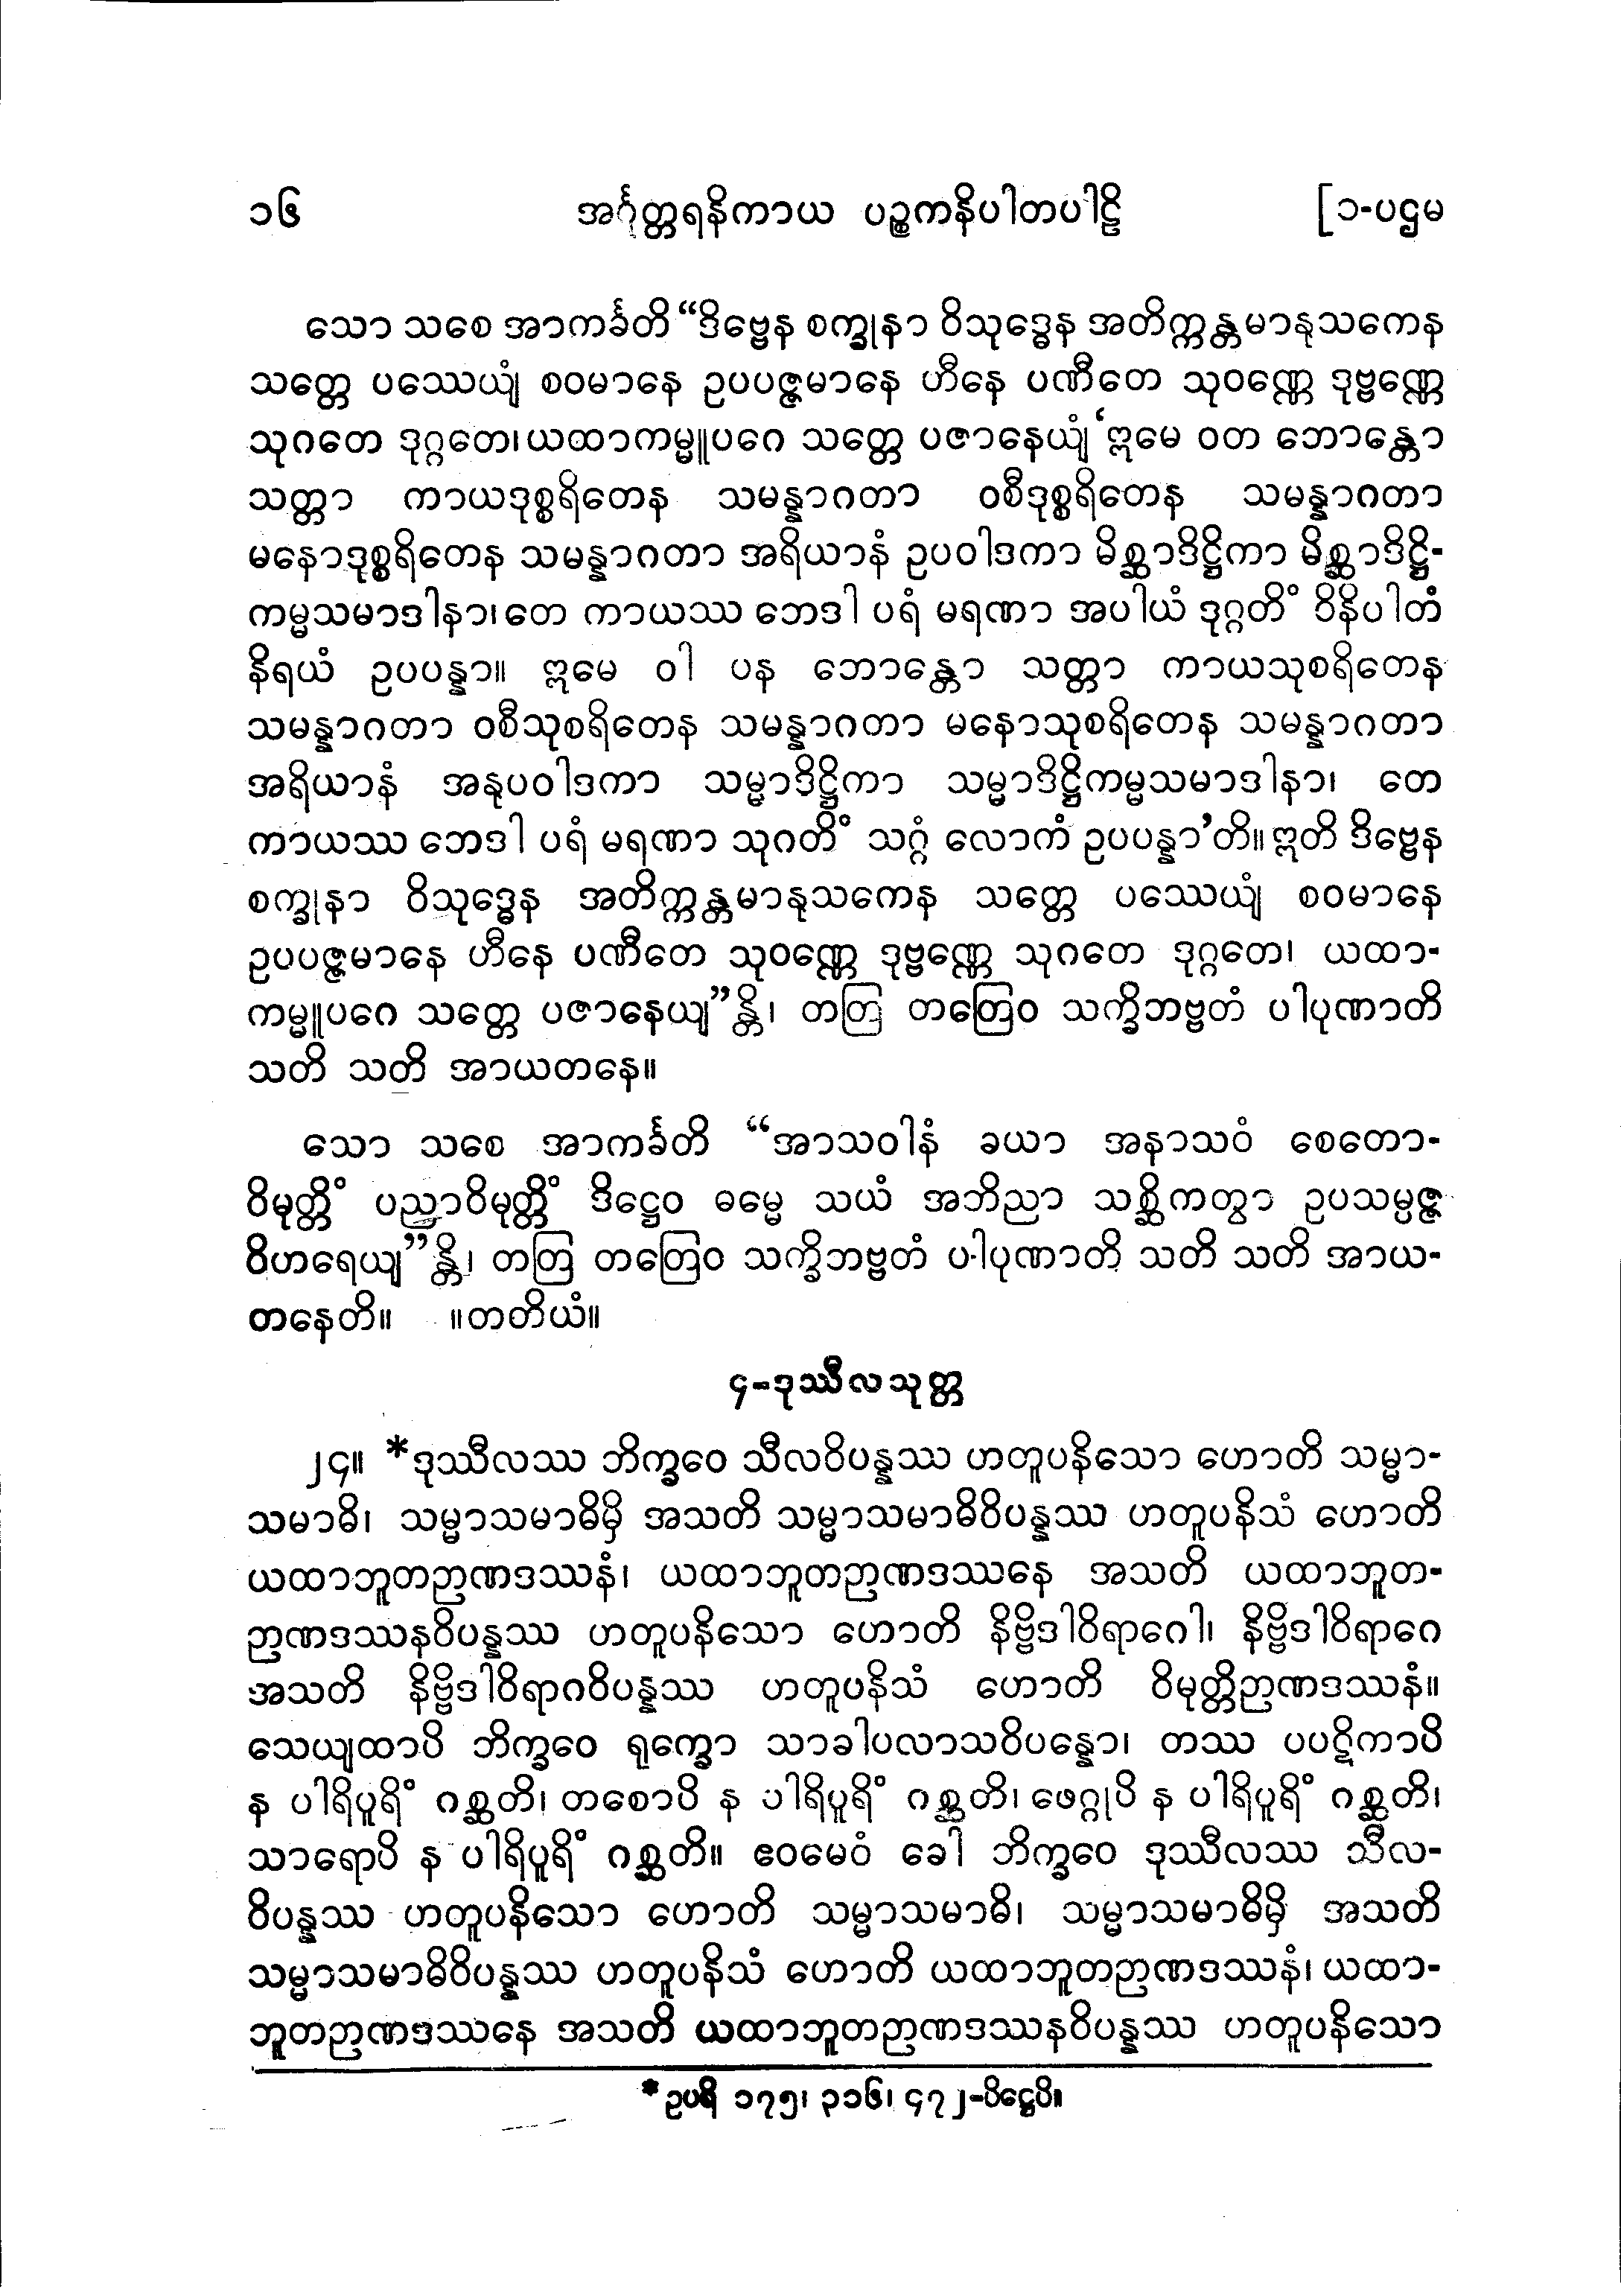 ၁၆ အင်္ဂုတ္တရနိကာယ ပဉ္စကနိပါတပါဠိ [၁-ပဌမ
သော သစေ အာကင်္ခတိ “ဒိဗ္ဗေန စက္ခုနာ ဝိသုဒ္ဓေန အတိက္ကန္တမာနုသကေန
သတ္တေ ပဿေယျံ စဝမာနေ ဥပပဇ္ဇမာနေ ဟီနေ ပဏီတေ သုဝဏ္ဏေ ဒုဗ္ဗဏ္ဏေ
သုဂတေ ဒုဂ္ဂတေ၊ ယထာကမ္မူပဂေ သတ္တေ ပဇာနေယျံ ‘ဣမေ ဝတ ဘောန္တော
သတ္တာ ကာယဒုစ္စရိတေန သမန္နာဂတာ ဝစီဒုစ္စရိတေန သမန္နာဂတာ
မနောဒုစ္စရိတေန သမန္နာဂတာ အရိယာနံ ဥပဝါဒကာ မိစ္ဆာဒိဋ္ဌိကာ မိစ္ဆာဒိဋ္ဌိ-
ကမ္မသမာဒါနာ၊ တေ ကာယဿ ဘေဒါ ပရံ မရဏာ အပါယံ ဒုဂ္ဂတိံ ဝိနိပါတံ
နိရယံ ဥပပန္နာ။ ဣမေ ဝါ ပန ဘောန္တော သတ္တာ ကာယသုစရိတေန
သမန္နာဂတာ ဝစီသုစရိတေန သမန္နာဂတာ မနောသုစရိတေန သမန္နာဂတာ
အရိယာနံ အနုပဝါဒကာ သမ္မာဒိဋ္ဌိကာ သမ္မာဒိဋ္ဌိကမ္မသမာဒါနာ၊ တေ
ကာယဿ ဘေဒါ ပရံ မရဏာ သုဂတိံ သဂ္ဂံ လောကံ ဥပပန္နာ’တိ။ ဣတိ ဒိဗ္ဗေန
စက္ခုနာ ဝိသုဒ္ဓေန အတိက္ကန္တမာနုသကေန သတ္တေ ပဿေယျံ စဝမာနေ
ဥပပဇ္ဇမာနေ ဟီနေ ပဏီတေ သုဝဏ္ဏေ ဒုဗ္ဗဏ္ဏေ သုဂတေ ဒုဂ္ဂတေ၊ ယထာ-
ကမ္မူပဂေ သတ္တေ ပဇာနေယျ”န္တိ၊ တတြ တတြေဝ သက္ခိဘဗ္ဗတံ ပါပုဏာတိ
သတိ သတိ အာယတနေ။
သော သစေ အာကင်္ခတိ “အာသဝါနံ ခယာ အနာသဝံ စေတော-
ဝိမုတ္တိံ ပညာဝိမုတ္တိံ ဒိဋ္ဌေဝ ဓမ္မေ သယံ အဘိညာ သစ္ဆိကတွာ ဥပသမ္ပဇ္ဇ
ဝိဟရေယျ”န္တိ၊ တတြ တတြေဝ သက္ခိဘဗ္ဗတံ ပါပုဏာတိ သတိ သတိ အာယ-
တနေတိ။ ။တတိယံ။
၄-ဒုဿီလသုတ္တ
၂၄။ *ဒုဿီလဿ ဘိက္ခဝေ သီလဝိပန္နဿ ဟတူပနိသော ဟောတိ သမ္မာ-
သမာဓိ၊ သမ္မာသမာဓိမှိ အသတိ သမ္မာသမာဓိဝိပန္နဿ ဟတူပနိသံ ဟောတိ
ယထာဘူတဉာဏဒဿနံ၊ ယထာဘူတဉာဏဒဿနေ အသတိ ယထာဘူတ-
ဉာဏဒဿနဝိပန္နဿ ဟတူပနိသော ဟောတိ နိဗ္ဗိဒါဝိရာဂေါ၊ နိဗ္ဗိဒါဝိရာဂေ
အသတိ နိဗ္ဗိဒါဝိရာဂဝိပန္နဿ ဟတူပနိသံ ဟောတိ ဝိမုတ္တိဉာဏဒဿနံ။
သေယျထာပိ ဘိက္ခဝေ ရုက္ခော သာခါပလာသဝိပန္နော၊ တဿ ပပဋိကာပိ
န ပါရိပူရိံ ဂစ္ဆတိ၊ တစောပိ န ပါရိပူရိံ ဂစ္ဆတိ၊ ဖေဂ္ဂုပိ န ပါရိပူရိံ ဂစ္ဆတိ၊
သာရောပိ န ပါရိပူရိံ ဂစ္ဆတိ။ ဧဝမေဝံ ခေါ ဘိက္ခဝေ ဒုဿီလဿ သီလ-
ဝိပန္နဿ ဟတူပနိသော ဟောတိ သမ္မာသမာဓိ၊ သမ္မာသမာဓိမှိ အသတိ
သမ္မာသမာဓိဝိပန္နဿ ဟတူပနိသံ ဟောတိ ယထာဘူတဉာဏဒဿနံ၊ ယထာ-
ဘူတဉာဏဒဿနေ အသတိ ယထာဘူတဉာဏဒဿနဝိပန္နဿ ဟတူပနိသော
*ဥပရိ ၁၇၅၊ ၃၁၆၊ ၄၇၂-ပိဋ္ဌေပိ။